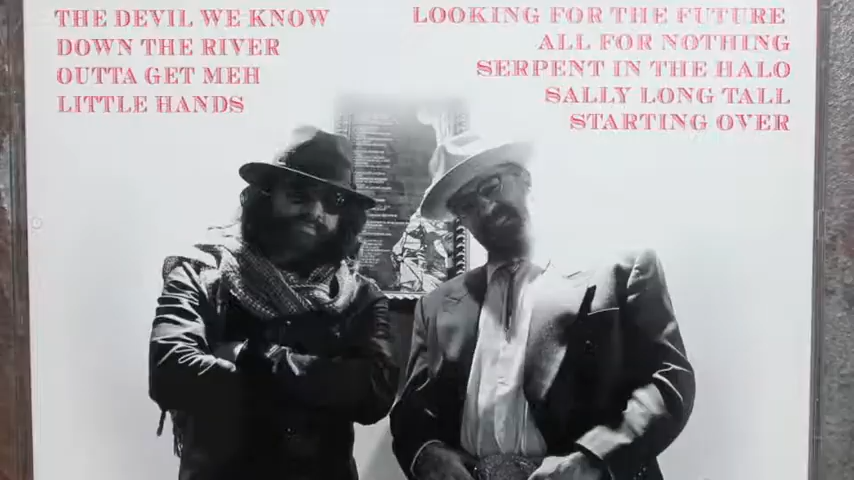 THE DEVIL WE KNOW
DOWN THE RIVER
OUTTA GET MEH
LITTLE HANDS
LOOKING FOR THE FUTURE
ALL FOR NOTHING
SERPENT IN THE HALO
SALLY LONG TALL
STARTING OVER